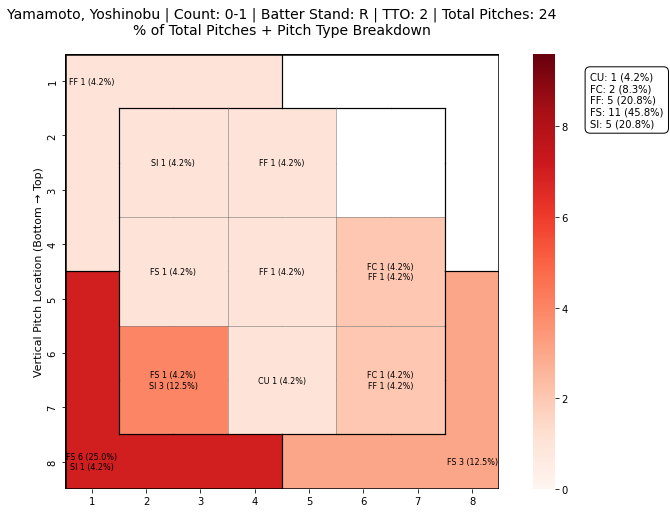 Yamamoto, Yoshinobu | Count: 0-1 | Batter Stand: R | TTO: 2 | Total Pitches: 24
% of Total Pitches + Pitch Type Breakdown
CU: 1 (4.2%)
FC: 2 (8.3%)
FF: 5 (20.8%)
FS: 11 (45.8%)
SI: 5 (20.8%)
Vertical Pitch Location (Bottom → Top)
1
2
3
4
5
6
7
8
FF 1 (4.2%)
SI 1 (4.2%)
FF 1 (4.2%)
FS 1 (4.2%)
FF 1 (4.2%)
FC 1 (4.2%)
FF 1 (4.2%)
FS 1 (4.2%)
SI 3 (12.5%)
CU 1 (4.2%)
FC 1 (4.2%)
FF 1 (4.2%)
FS 6 (25.0%)
SI 1 (4.2%)
FS 3 (12.5%)
1 2 3 4 5 6 7 8
8
6
4
2
0